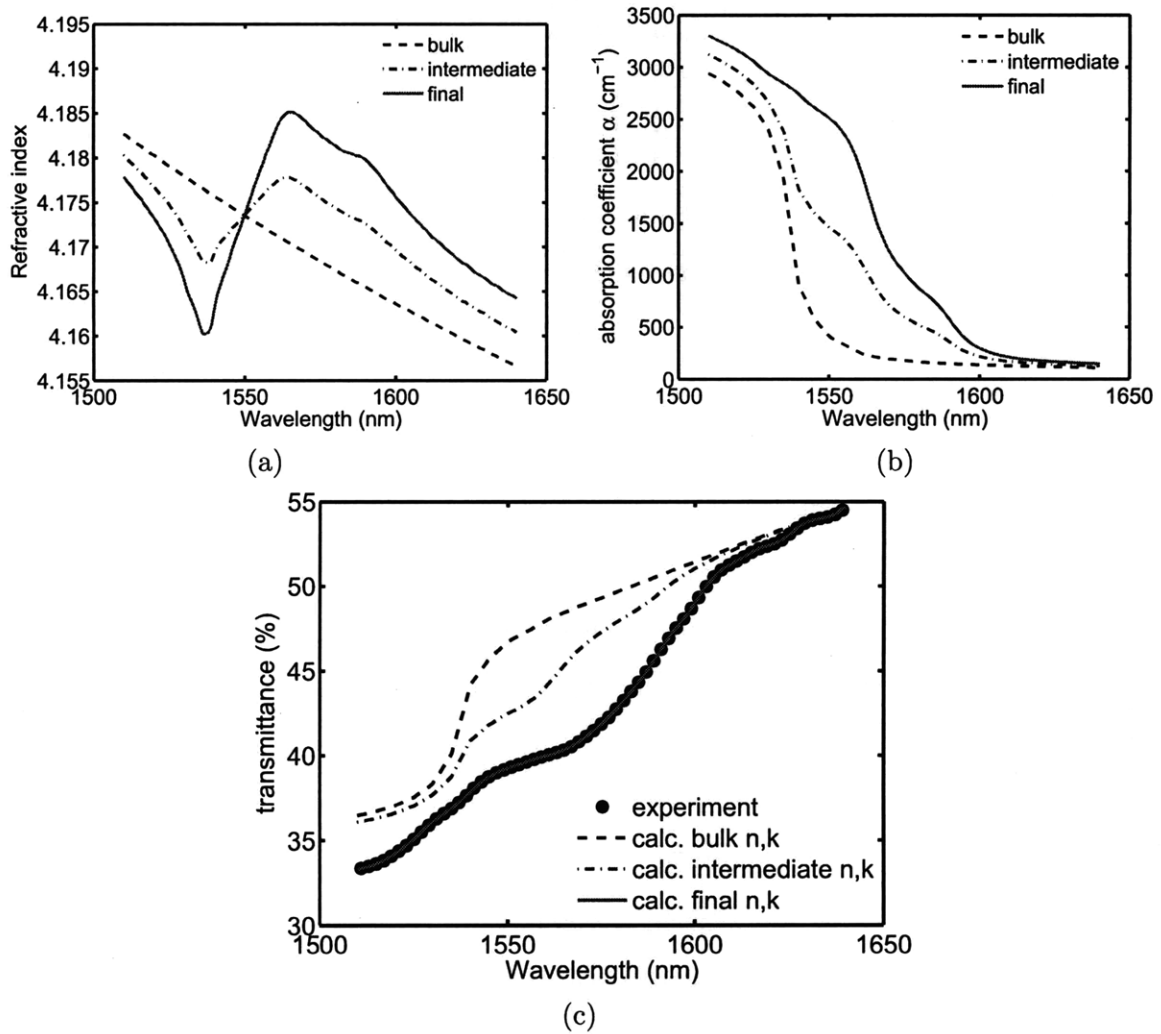 4.195
4.19
4.185
4.18
4.175
4.17
4.165
4.16
4.155
Refractive index
bulk
intermediate
final
1500
1550
1600
1650
Wavelength (nm)
(a)
3500
3000
2500
2000
1500
1000
500
0
absorption coefficient α (cm⁻¹)
bulk
intermediate
final
1500
1550
1600
1650
Wavelength (nm)
(b)
55
50
45
40
35
30
transmittance (%)
experiment
calc. bulk n,k
calc. intermediate n,k
calc. final n,k
1500
1550
1600
1650
Wavelength (nm)
(c)